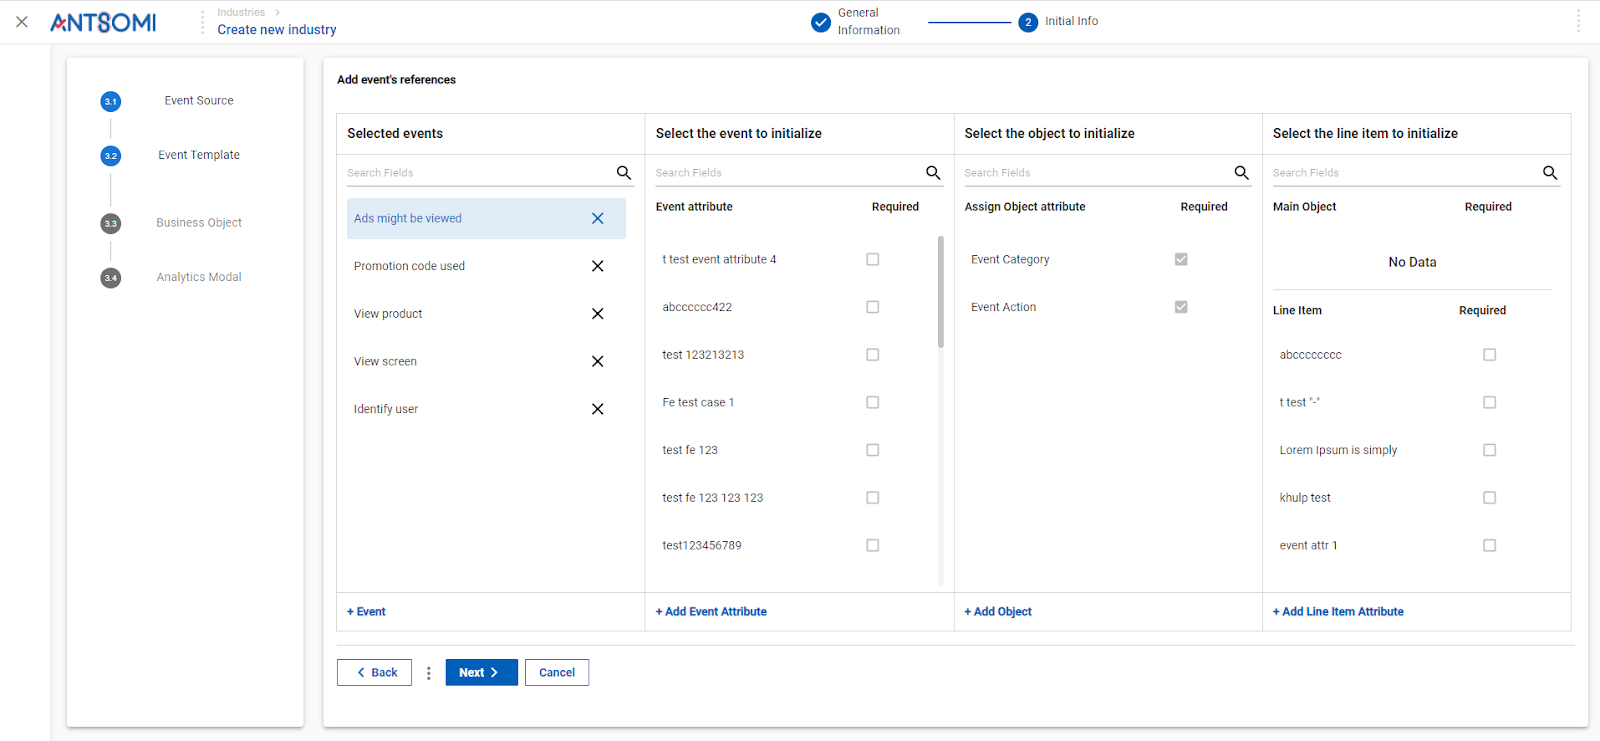 ANTSOMI
Industries
Create new industry
General
Information
2
Initial Info
3.1
Event Source
3.2
Event Template
3.3
Business Object
3.4
Analytics Modal
Add event's references
Selected events
Search Fields
Ads might be viewed
Promotion code used
View product
View screen
Identify user
+ Event
Select the event to initialize
Search Fields
Event attribute Required
t test event attribute 4
abcccccc422
test 123213213
Fe test case 1
test fe 123
test fe 123 123 123
test123456789
+ Add Event Attribute
Select the object to initialize
Search Fields
Assign Object attribute Required
Event Category
Event Action
+ Add Object
Select the line item to initialize
Search Fields
Main Object Required
No Data
Line Item Required
abcccccccc
t test "-"
Lorem Ipsum is simply
khulp test
event attr 1
+ Add Line Item Attribute
Back
Next
Cancel